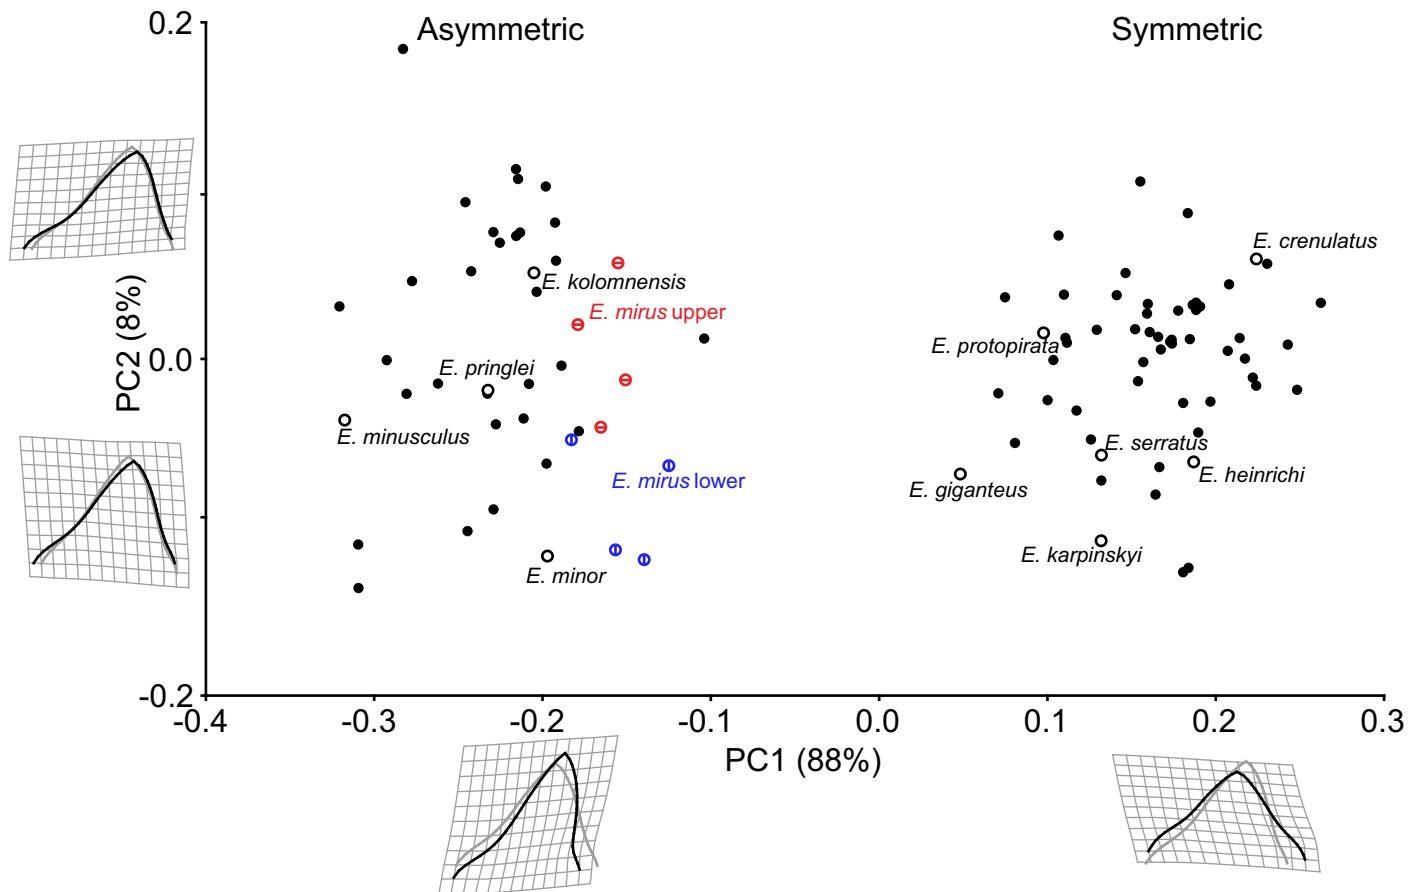 0.2
Asymmetric
Symmetric
E. crenulatus
E. kolomnensis
E. mirus upper
E. protopirata
PC2 (8%)
0.0
E. pringlei
E. minusculus
E. serratus
E. heinrichi
E. mirus lower
E. giganteus
E. karpinskyi
E. minor
-0.2
-0.4
-0.3
-0.2
-0.1
0.0
0.1
0.2
0.3
PC1 (88%)